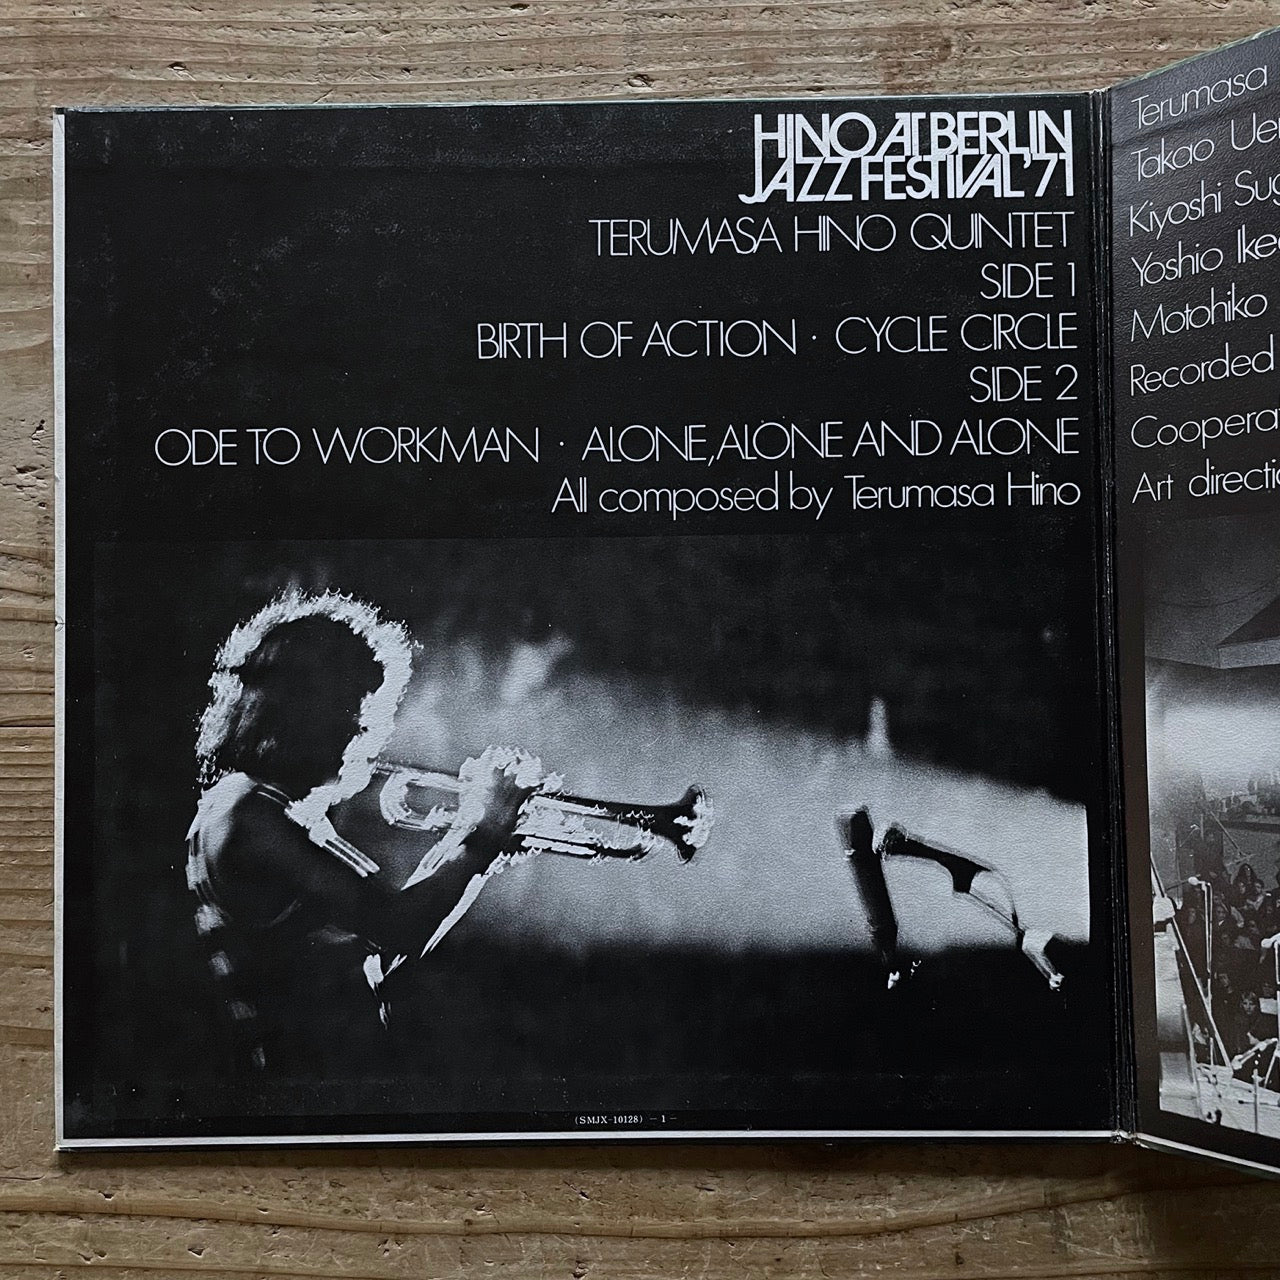 HINO AT BERLIN
JAZZ FESTIVAL '71
TERUMASA HINO QUINTET
SIDE 1
BIRTH OF ACTION · CYCLE CIRCLE
SIDE 2
ODE TO WORKMAN · ALONE, ALONE AND ALONE
All composed by Terumasa Hino
(SMJX-10128) – 1 –
Terumasa
Takao
Kiyoshi
Yoshio
Motohiko
Recorded
Art